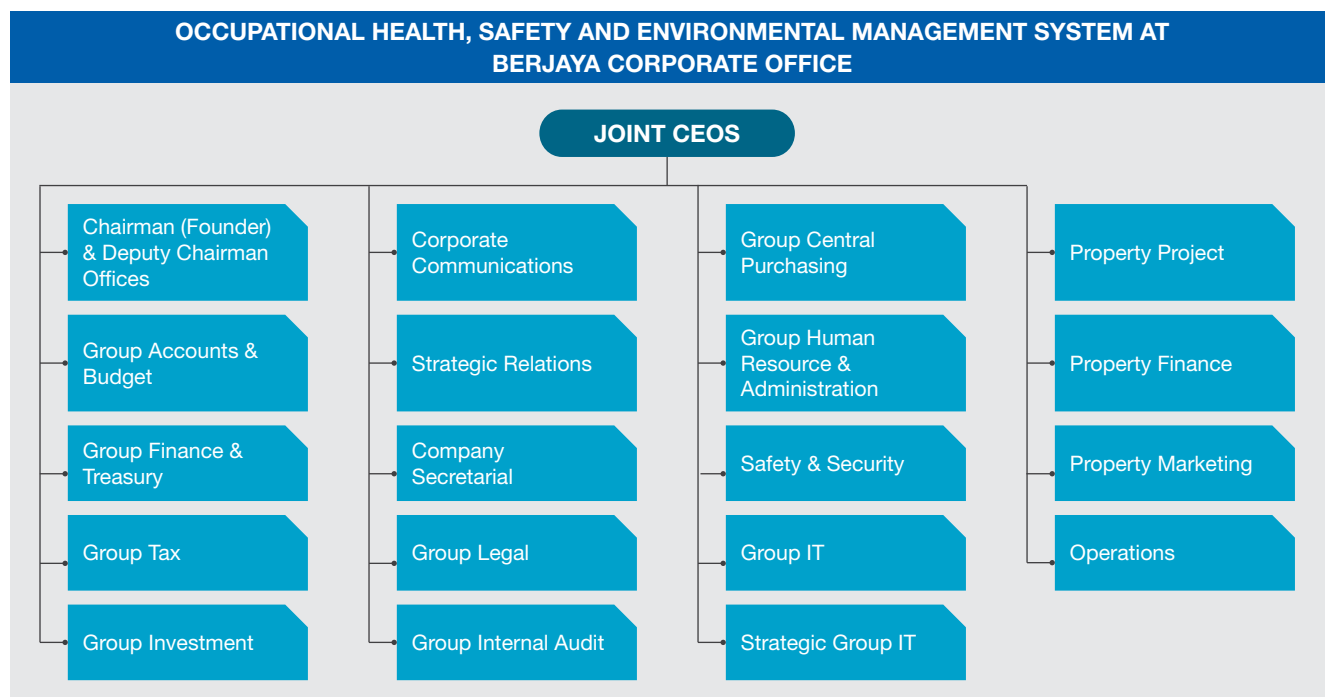 OCCUPATIONAL HEALTH, SAFETY AND ENVIRONMENTAL MANAGEMENT SYSTEM AT
BERJAYA CORPORATE OFFICE
JOINT CEOS
Chairman (Founder)
& Deputy Chairman
Offices
Group Accounts &
Budget
Group Finance &
Treasury
Group Tax
Group Investment
Corporate
Communications
Strategic Relations
Company
Secretarial
Group Legal
Group Internal Audit
Group Central
Purchasing
Group Human
Resource &
Administration
Safety & Security
Group IT
Strategic Group IT
Property Project
Property Finance
Property Marketing
Operations